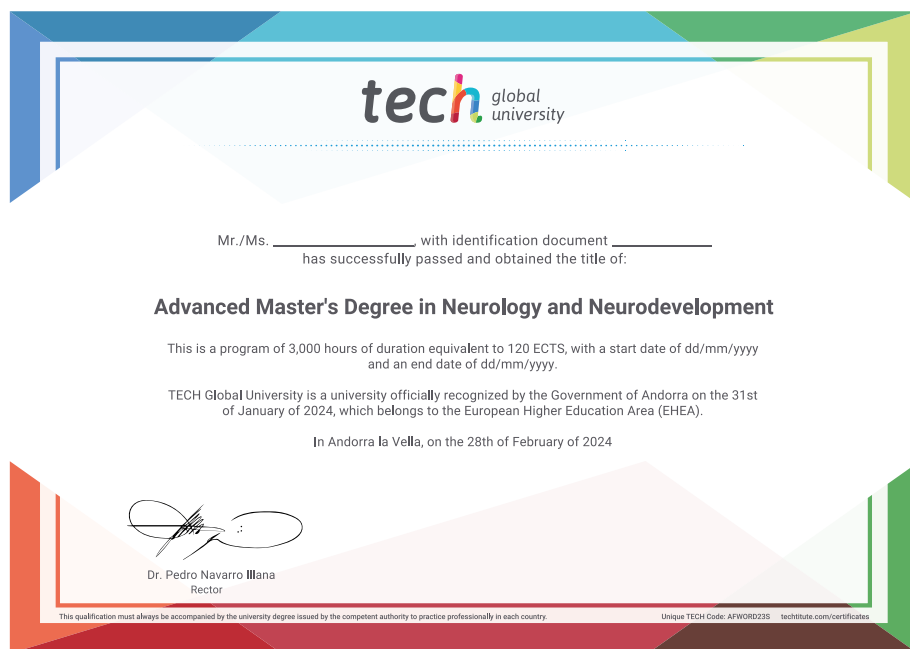 tech global university
Mr./Ms. ____________________, with identification document ______________
has successfully passed and obtained the title of:
Advanced Master's Degree in Neurology and Neurodevelopment
This is a program of 3,000 hours of duration equivalent to 120 ECTS, with a start date of dd/mm/yyyy
and an end date of dd/mm/yyyy.
TECH Global University is a university officially recognized by the Government of Andorra on the 31st
of January of 2024, which belongs to the European Higher Education Area (EHEA).
In Andorra la Vella, on the 28th of February of 2024
Dr. Pedro Navarro Illana
Rector
This qualification must always be accompanied by the university degree issued by the competent authority to practice professionally in each country.
Unique TECH Code: AFWORD23S techtitute.com/certificates